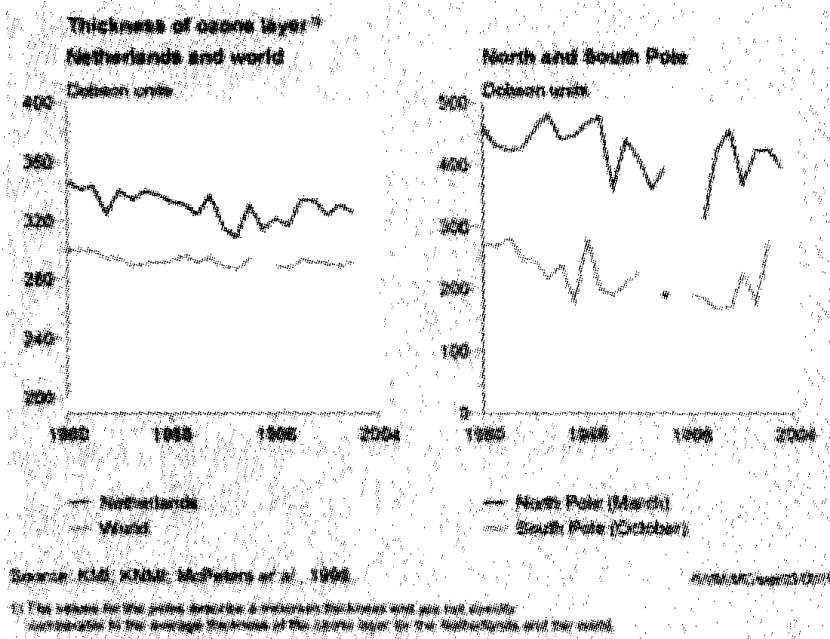 Thickness of ozone layer 1)
Netherlands and world
North and South Pole
Dobson units
Dobson units
400
360
320
280
240
200
1980 1988 1996 2004
500
400
300
200
100
0
1980 1988 1996 2004
Netherlands
World
North Pole (March)
South Pole (October)
Source: KMI, KNMI, McPeters et al., 1996
1) The values for the poles describe a minimum thickness and are not directly
comparable to the average thickness of the ozone layer for the Netherlands and the world.